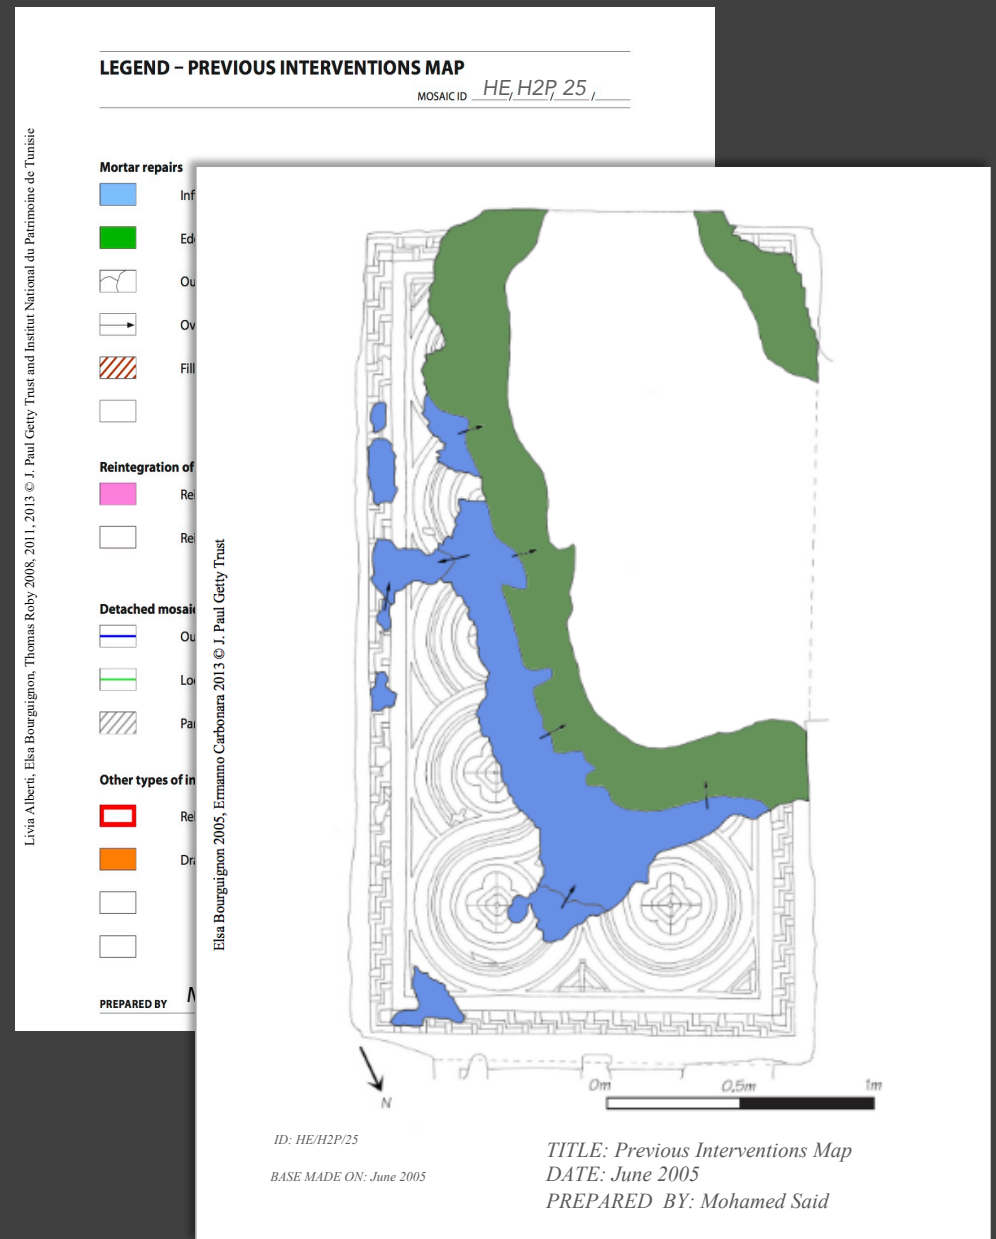 LEGEND – PREVIOUS INTERVENTIONS MAP
MOSAIC ID HE/H2P/25/
Livia Alberti, Elsa Bourguignon, Thomas Roby 2008, 2011, 2013 © J. Paul Getty Trust and Institut National du Patrimoine de Tunisie
Mortar repairs
Inf
Ed
Ou
Ov
Fill
Reintegration of
Re
Re
Detached mosaic
Ou
Lo
Par
Other types of in
Rel
Dra
PREPARED BY
Elsa Bourguignon 2005, Ermanno Carbonara 2013 © J. Paul Getty Trust
N
0m 0,5m 1m
ID: HE/H2P/25
BASE MADE ON: June 2005
TITLE: Previous Interventions Map
DATE: June 2005
PREPARED BY: Mohamed Said